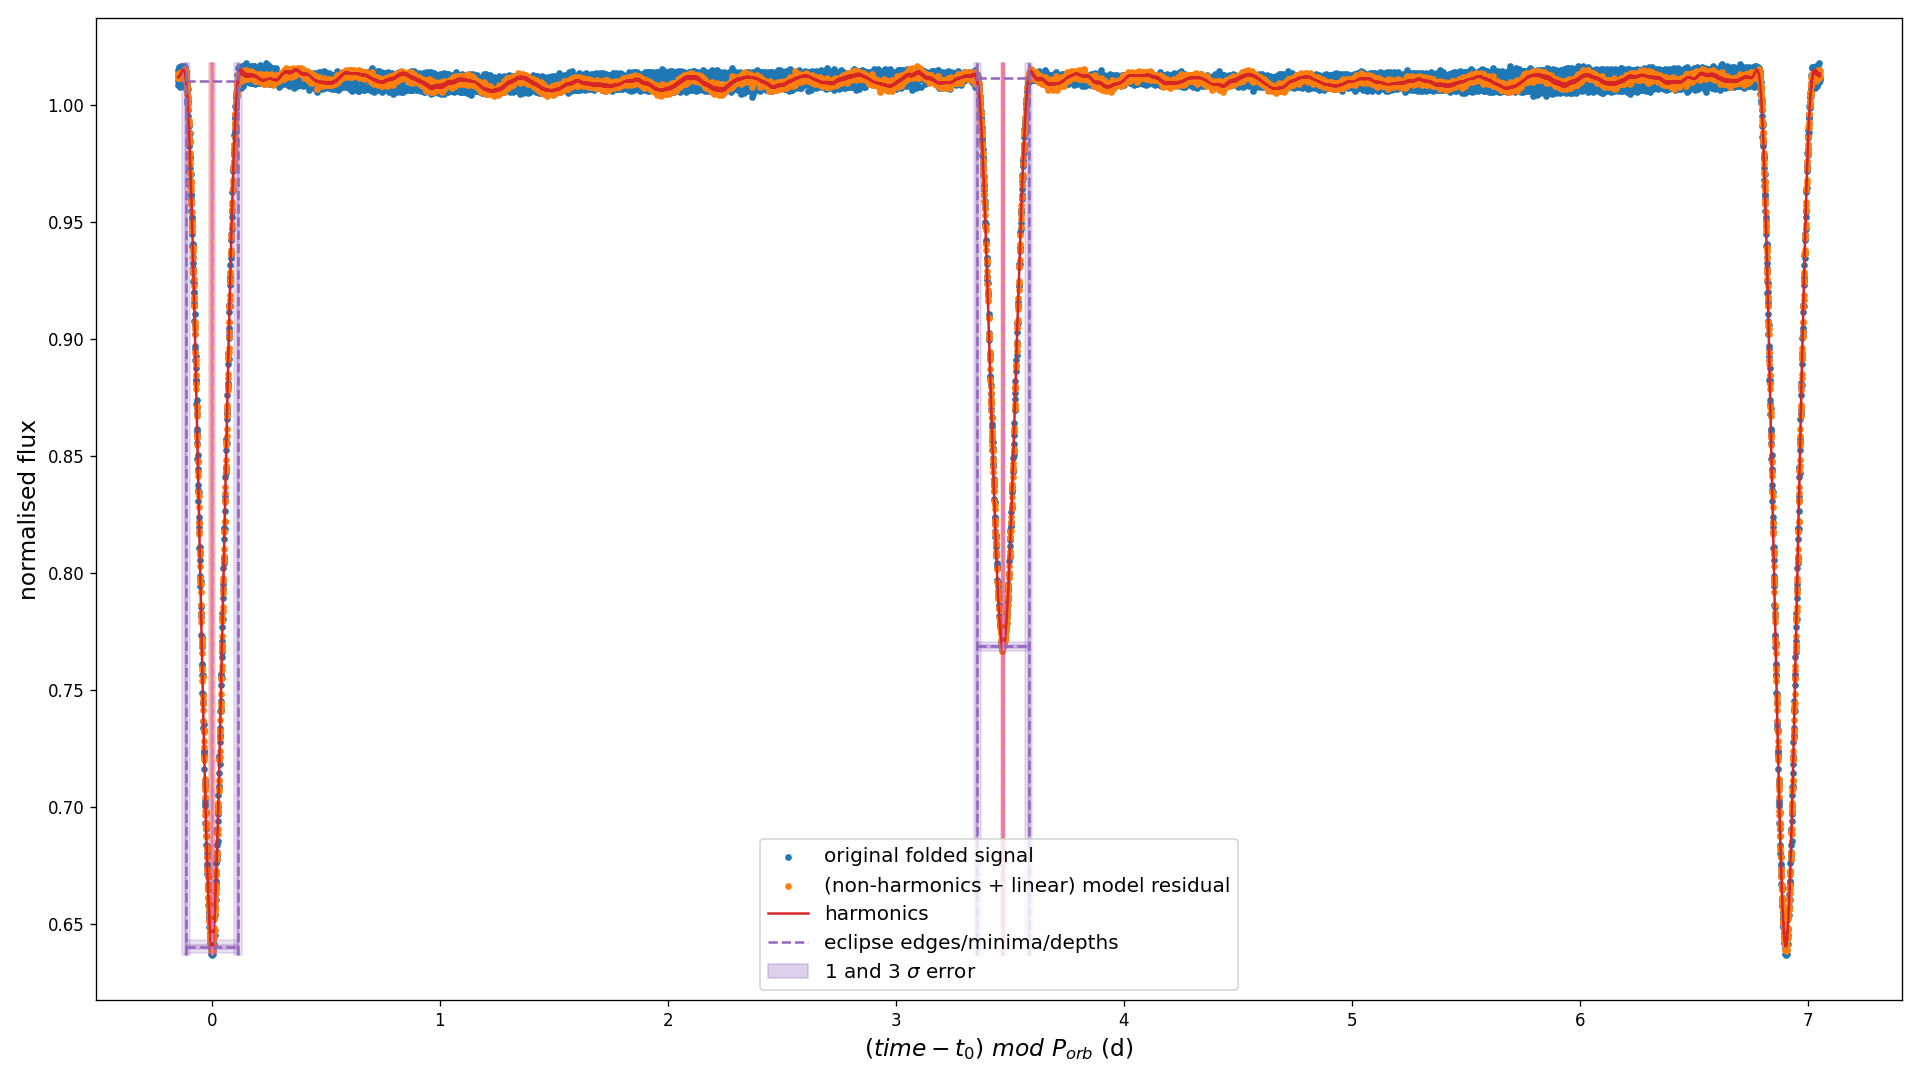 normalised flux
1.00
0.95
0.90
0.85
0.80
0.75
0.70
0.65
original folded signal
(non-harmonics + linear) model residual
harmonics
eclipse edges/minima/depths
1 and 3 σ error
0 1 2 3 4 5 6 7
(time − t₀) mod Pₒᵣb (d)